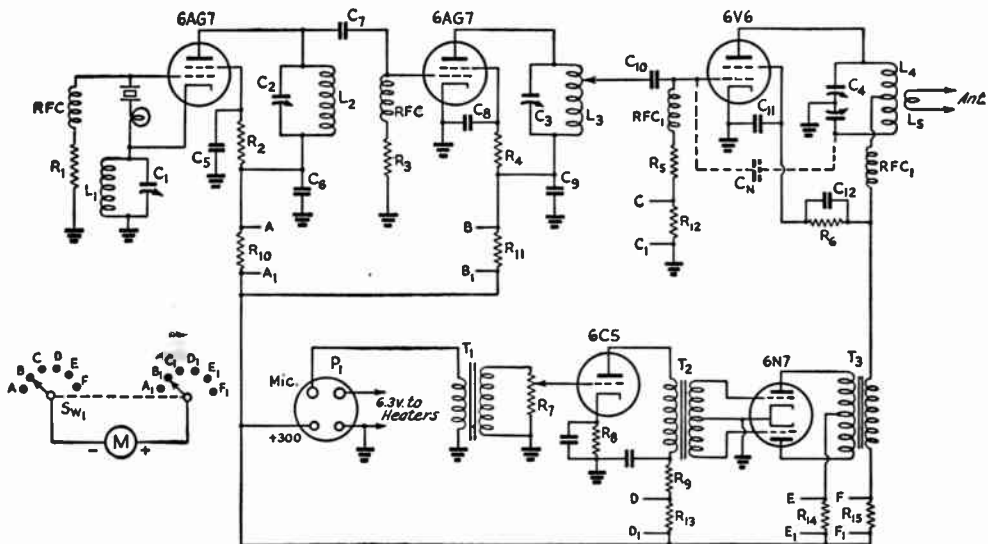 6AG7
C7
6AG7
6V6
RFC
C2
L2
RFC
C8
C3
L3
C10
RFC1
C11
C4
L4
L5
Ant.
R1
L1
C1
C5
R2
C6
R3
R4
C9
R5
CN
RFC1
C12
R6
A
R10
A1
B
R11
B1
C
R12
C1
A B C D E F
A1 B1 C1 D1 E1 F1
SW1
- M +
Mic.
P1
6.3v. to
Heaters
+300
T1
R7
6C5
R8
T2
6N7
T3
R9
D
R13
D1
E
R14
E1
F
R15
F1